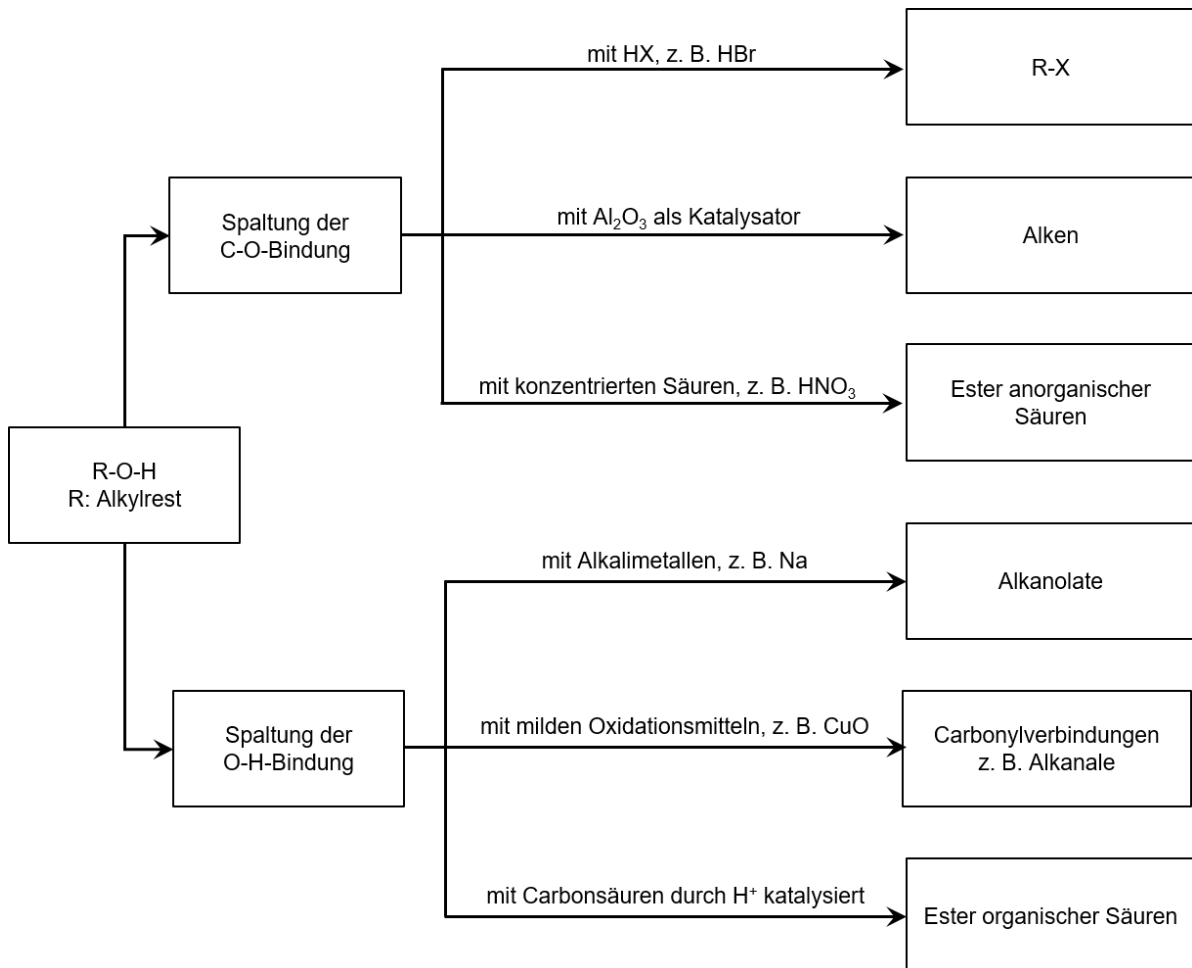 mit HX, z. B. HBr
R-X
Spaltung der
C-O-Bindung
mit Al₂O₃ als Katalysator
Alken
mit konzentrierten Säuren, z. B. HNO₃
Ester anorganischer
Säuren
R-O-H
R: Alkylrest
mit Alkalimetallen, z. B. Na
Alkanolate
Spaltung der
O-H-Bindung
mit milden Oxidationsmitteln, z. B. CuO
Carbonylverbindungen
z. B. Alkanale
mit Carbonsäuren durch H⁺ katalysiert
Ester organischer Säuren